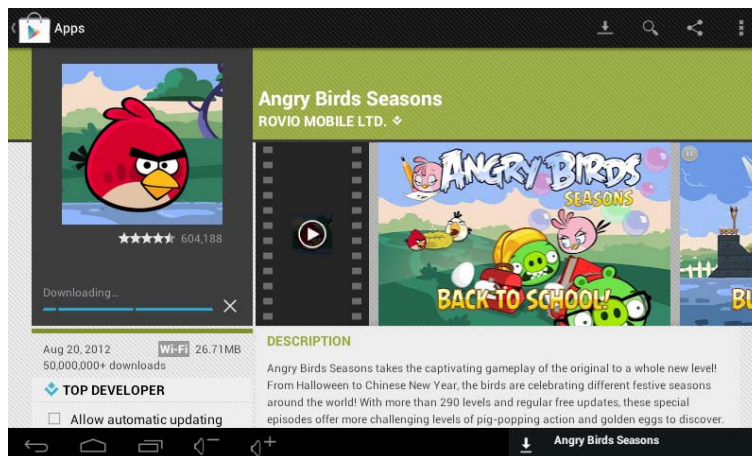 Apps
Angry Birds Seasons
ROVIO MOBILE LTD.
604,188
Downloading..
ANGRY BIRDS
SEASONS
BACK TO SCHOOL!
Aug 20, 2012 Wi-Fi 26.71MB
50,000,000+ downloads
TOP DEVELOPER
Allow automatic updating
DESCRIPTION
Angry Birds Seasons takes the captivating gameplay of the original to a whole new level!
From Halloween to Chinese New Year, the birds are celebrating different festive seasons
around the world! With more than 290 levels and regular free updates, these special
episodes offer more challenging levels of pig-popping action and golden eggs to discover.
Angry Birds Seasons